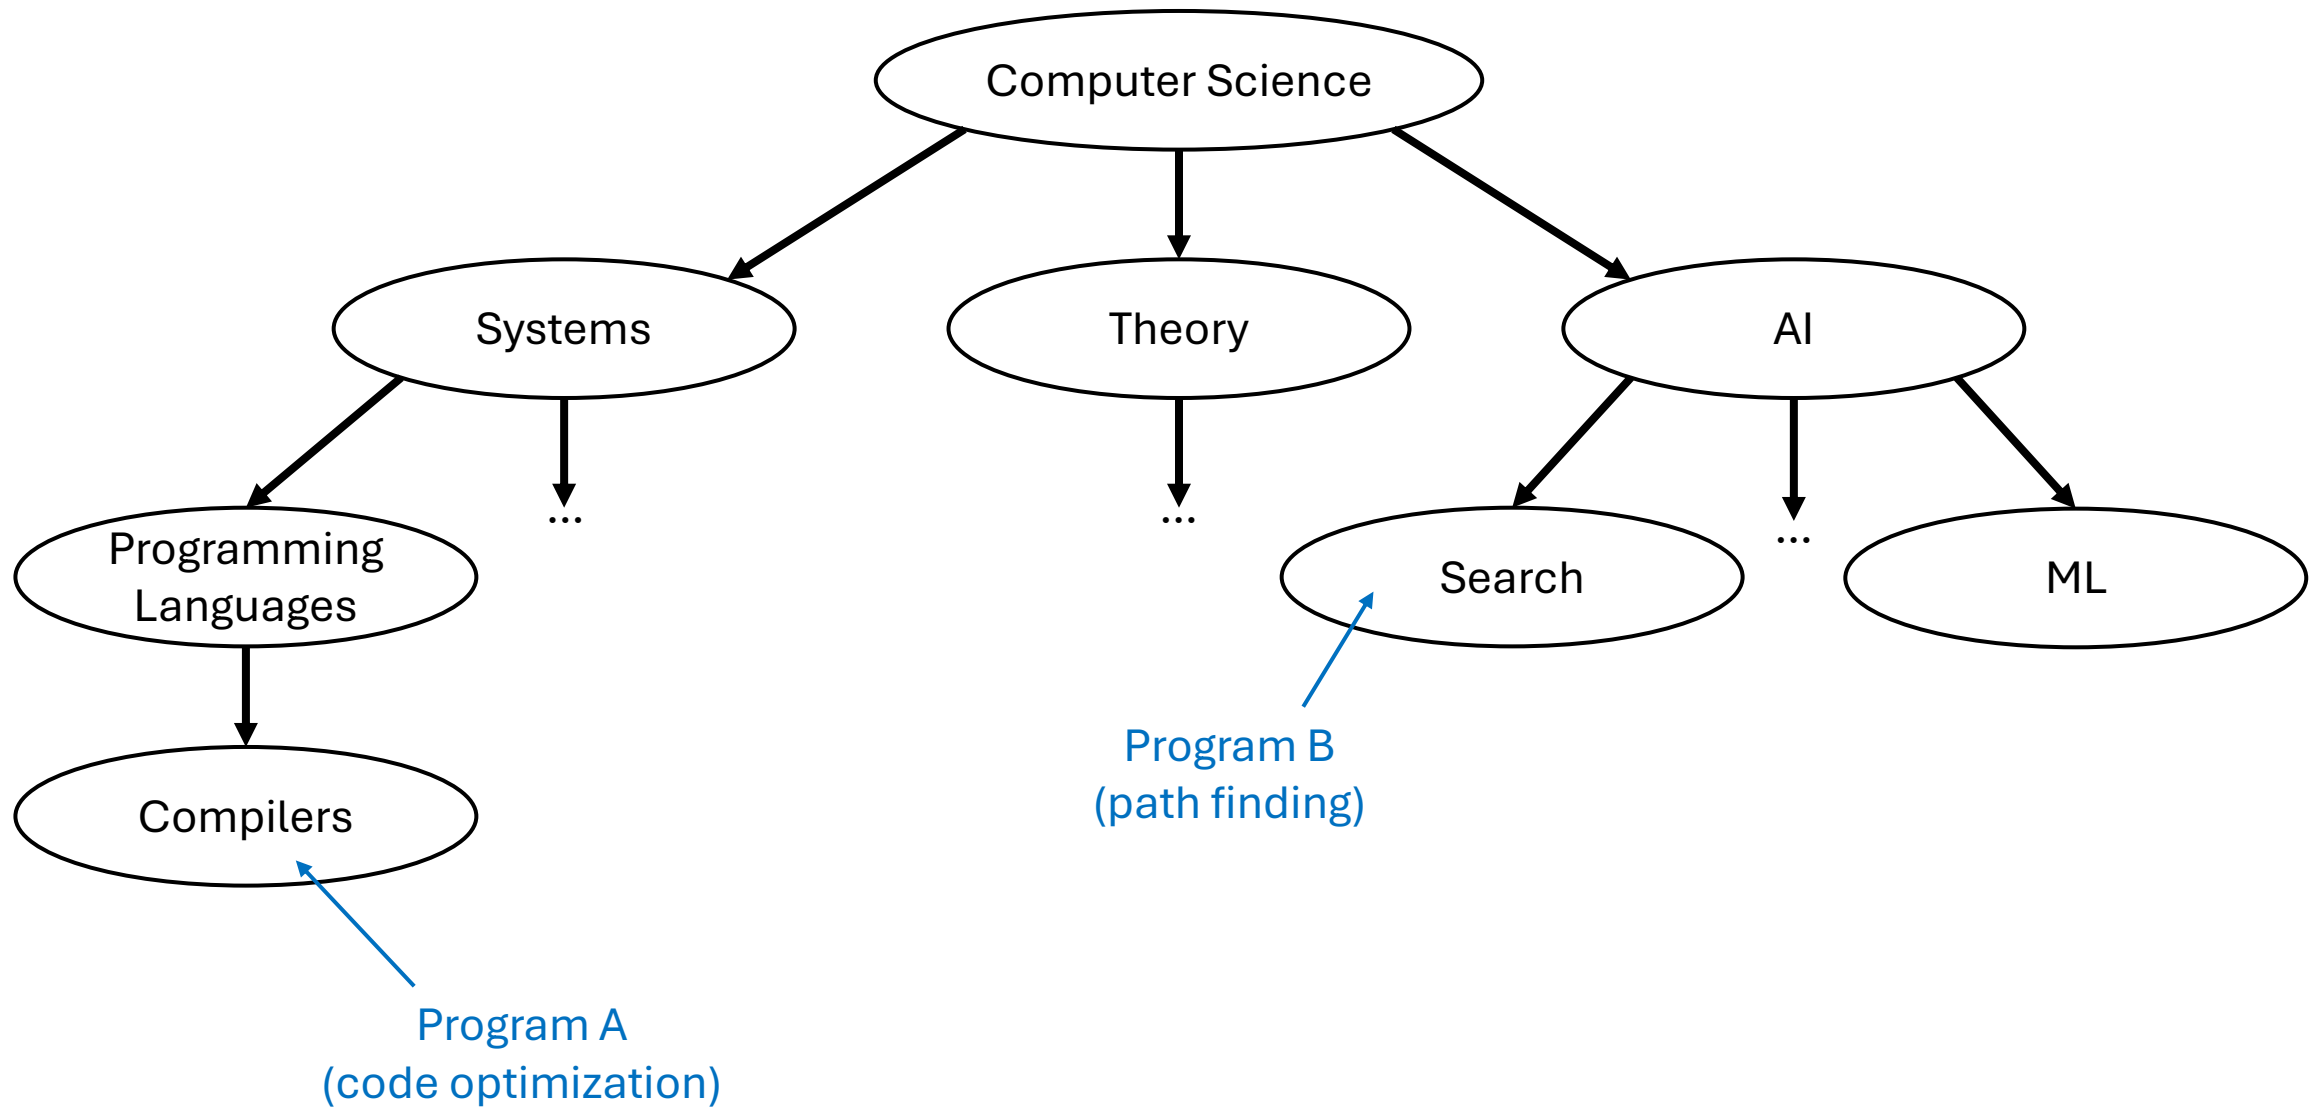 Computer Science
Systems
Theory
AI
Programming
Languages
...
...
Search
...
ML
Compilers
Program B
(path finding)
Program A
(code optimization)